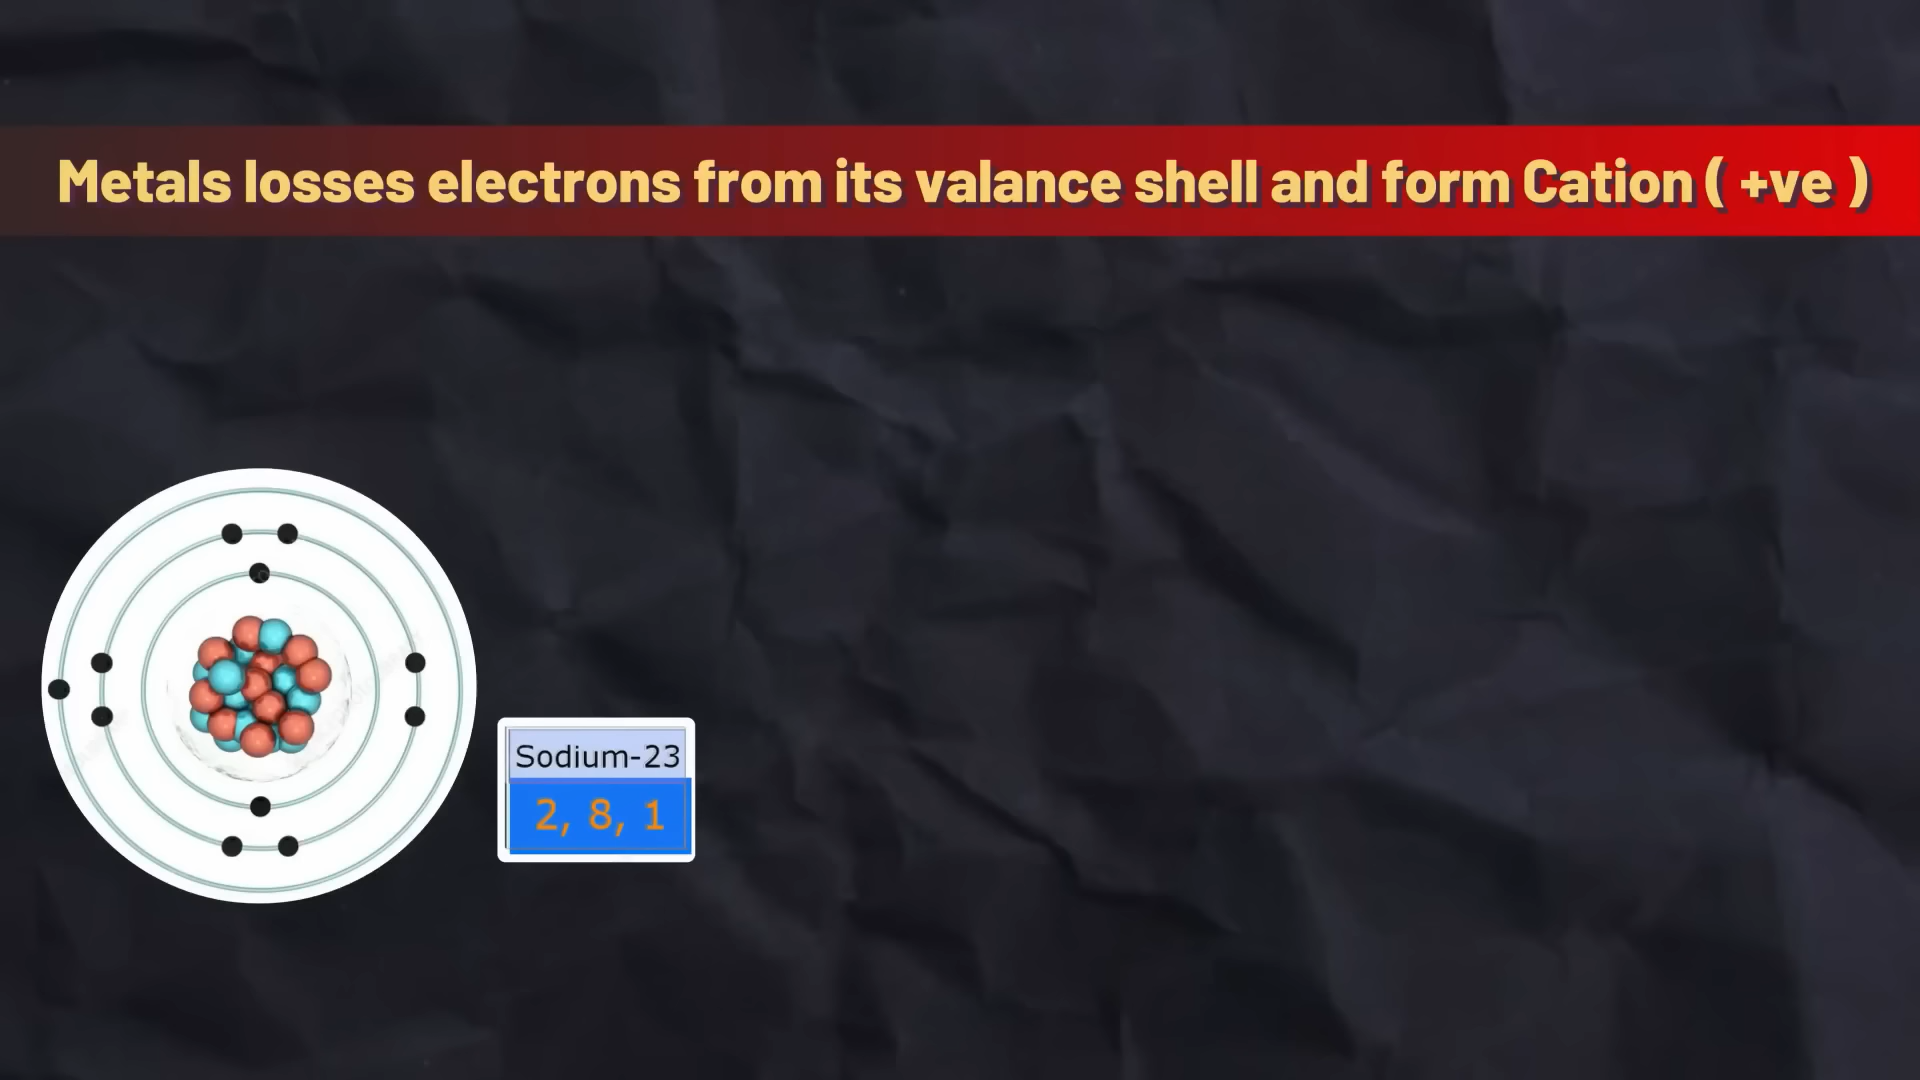 Metals losses electrons from its valance shell and form Cation ( +ve )
Sodium-23
2, 8, 1